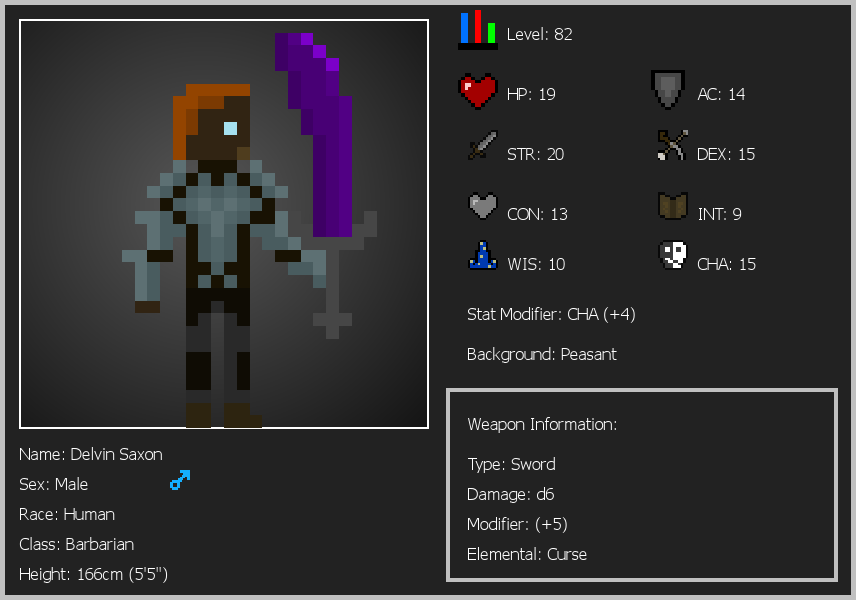 Level: 82
HP: 19
AC: 14
STR: 20
DEX: 15
CON: 13
INT: 9
WIS: 10
CHA: 15
Stat Modifier: CHA (+4)
Background: Peasant
Weapon Information:
Type: Sword
Damage: d6
Modifier: (+5)
Elemental: Curse
Name: Delvin Saxon
Sex: Male
Race: Human
Class: Barbarian
Height: 166cm (5'5")